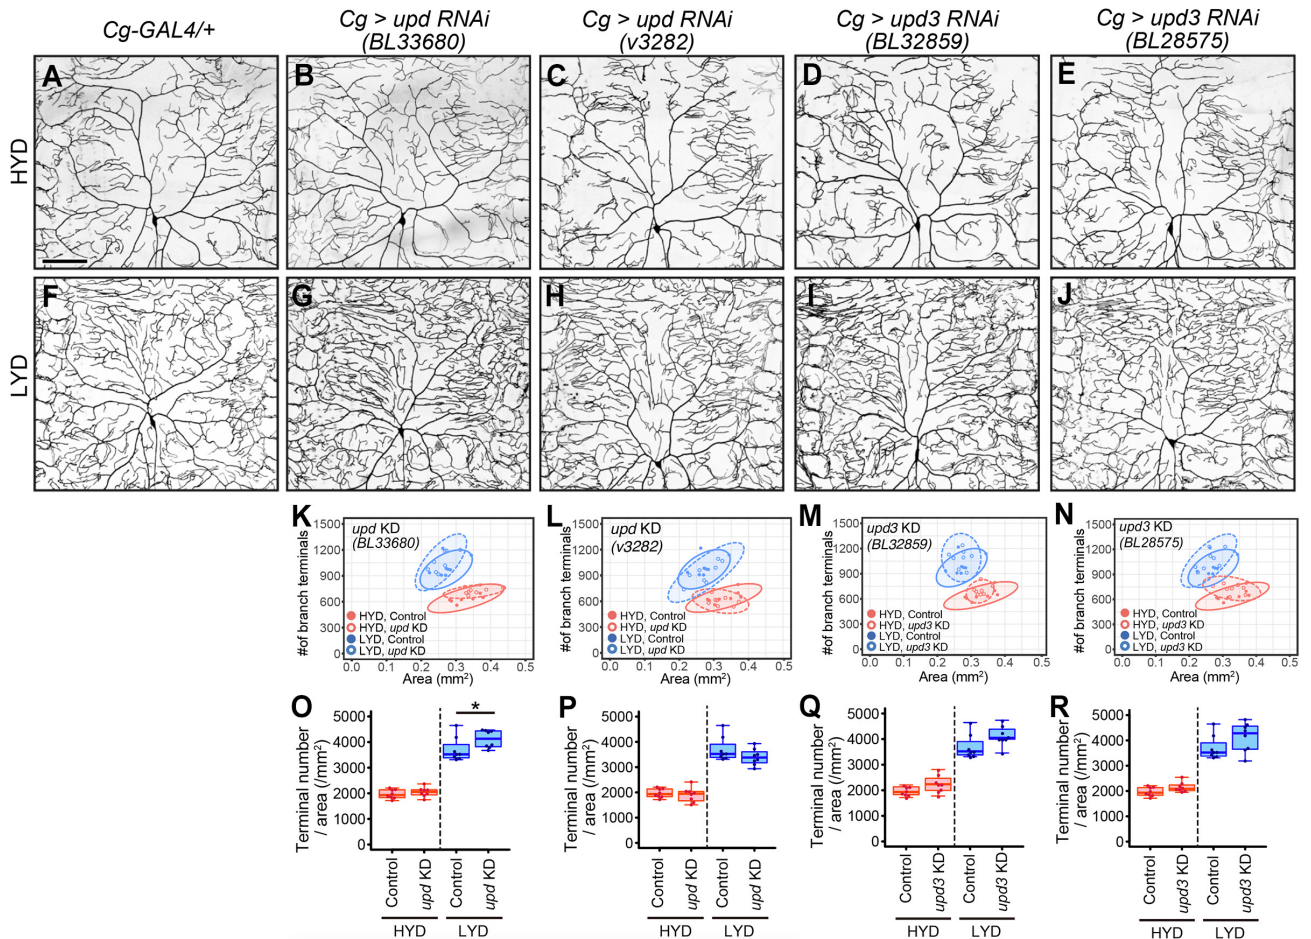 Cg-GAL4/+
Cg > upd RNAi
(BL33680)
Cg > upd RNAi
(v3282)
Cg > upd3 RNAi
(BL32859)
Cg > upd3 RNAi
(BL28575)
HYD
A
B
C
D
E
LYD
F
G
H
I
J
K
#of branch terminals
1500
1200
900
600
300
0
upd KD
(BL33680)
HYD, Control
HYD, upd KD
LYD, Control
LYD, upd KD
0.0 0.1 0.2 0.3 0.4 0.5
Area (mm²)
L
#of branch terminals
1500
1200
900
600
300
0
upd KD
(v3282)
HYD, Control
HYD, upd KD
LYD, Control
LYD, upd KD
0.0 0.1 0.2 0.3 0.4 0.5
Area (mm²)
M
#of branch terminals
1500
1200
900
600
300
0
upd3 KD
(BL32859)
HYD, Control
HYD, upd3 KD
LYD, Control
LYD, upd3 KD
0.0 0.1 0.2 0.3 0.4 0.5
Area (mm²)
N
#of branch terminals
1500
1200
900
600
300
0
upd3 KD
(BL28575)
HYD, Control
HYD, upd3 KD
LYD, Control
LYD, upd3 KD
0.0 0.1 0.2 0.3 0.4 0.5
Area (mm²)
O
Terminal number
/ area (/mm²)
5000
4000
3000
2000
1000
0
*
Control
upd KD
Control
upd KD
HYD
LYD
P
Terminal number
/ area (/mm²)
5000
4000
3000
2000
1000
0
Control
upd KD
Control
upd KD
HYD
LYD
Q
Terminal number
/ area (/mm²)
5000
4000
3000
2000
1000
0
Control
upd3 KD
Control
upd3 KD
HYD
LYD
R
Terminal number
/ area (/mm²)
5000
4000
3000
2000
1000
0
Control
upd3 KD
Control
upd3 KD
HYD
LYD